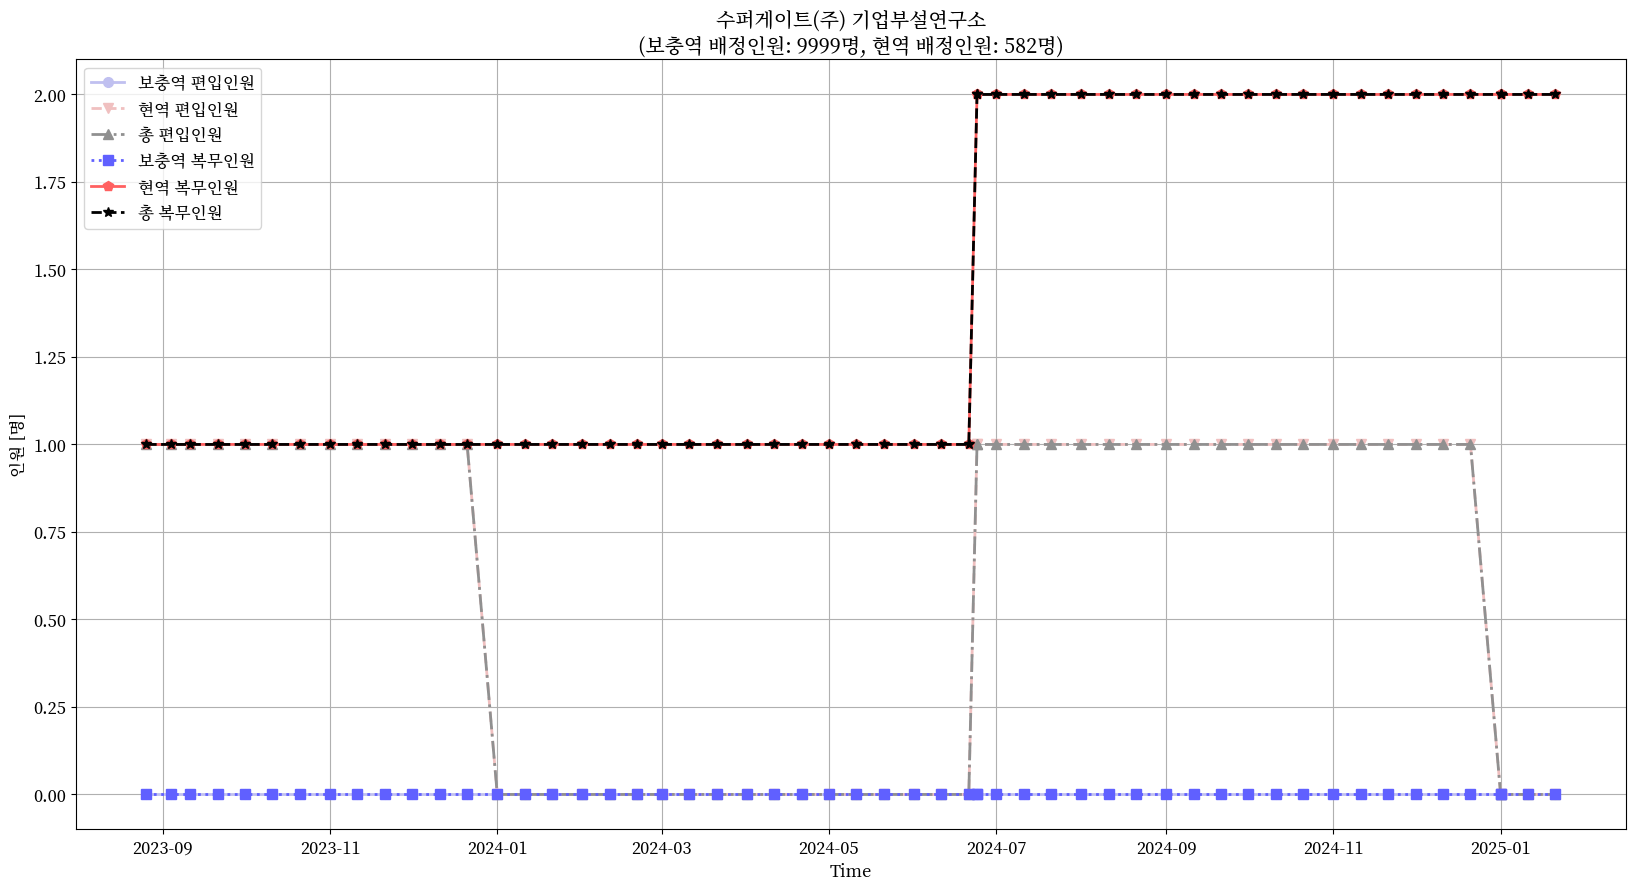 수퍼게이트(주) 기업부설연구소
(보충역 배정인원: 9999명, 현역 배정인원: 582명)
보충역 편입인원
현역 편입인원
총 편입인원
보충역 복무인원
현역 복무인원
총 복무인원
인원 [명]
2.00
1.75
1.50
1.25
1.00
0.75
0.50
0.25
0.00
2023-09
2023-11
2024-01
2024-03
2024-05
2024-07
2024-09
2024-11
2025-01
Time